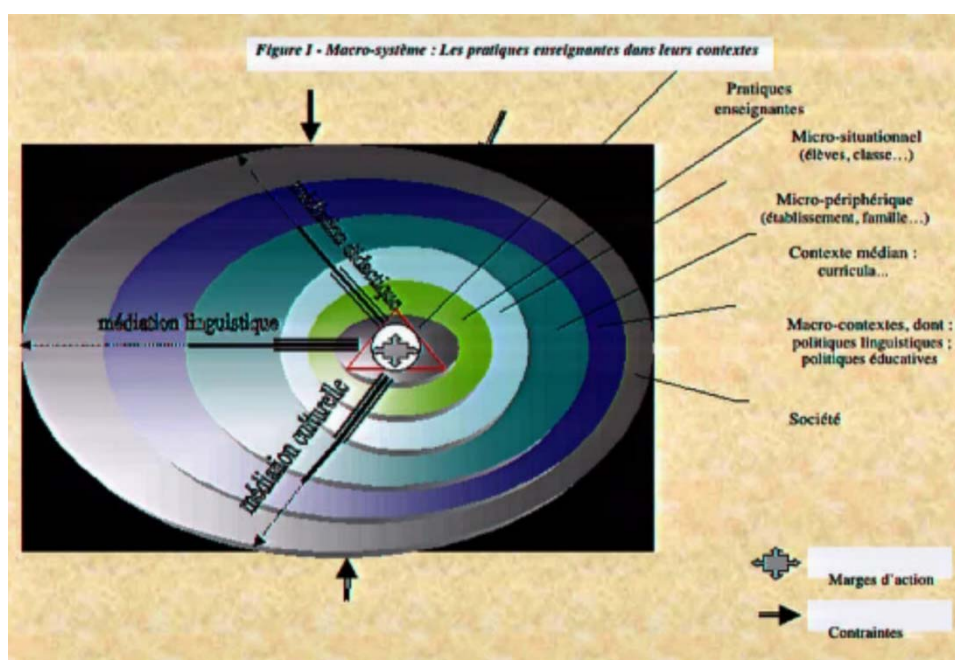 Figure I - Macro-système : Les pratiques enseignantes dans leurs contextes
Pratiques
enseignantes
Micro-situationnel
(élèves, classe…)
Micro-périphérique
(établissement, famille…)
Contexte médian :
curricula...
Macro-contextes, dont :
politiques linguistiques ;
politiques éducatives
Société
médiation didactique
médiation linguistique
médiation culturelle
Marges d'action
Contraintes